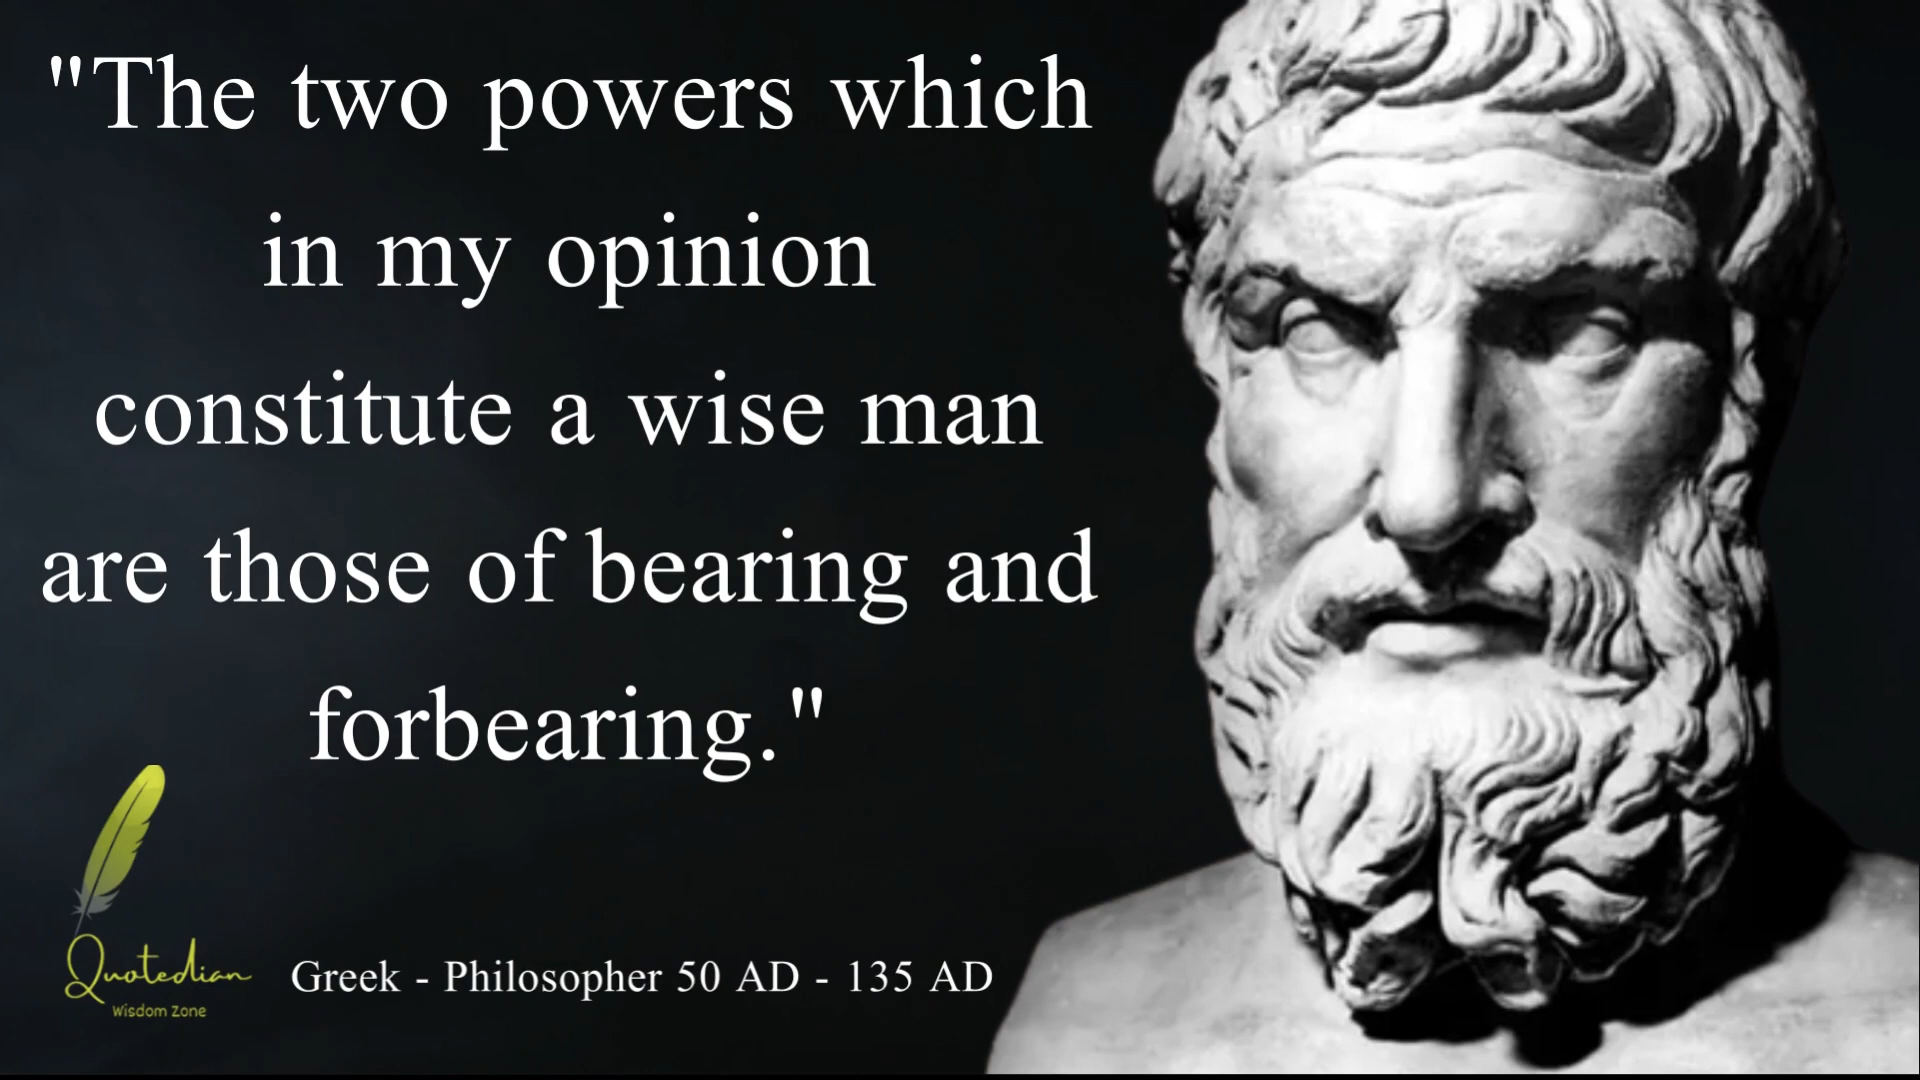 "The two powers which
in my opinion
constitute a wise man
are those of bearing and
forbearing."
Quotedian
Wisdom Zone
Greek - Philosopher 50 AD - 135 AD